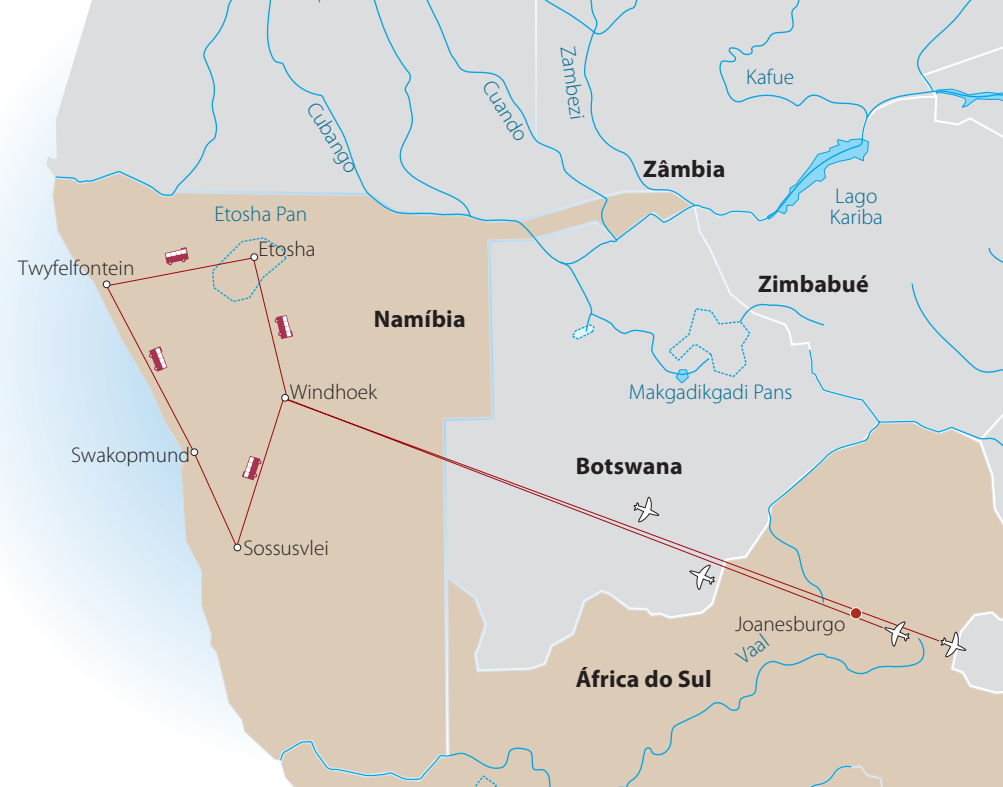 Zambezi
Kafue
Cuando
Cubango
Zâmbia
Lago
Kariba
Etosha Pan
Etosha
Twyfelfontein
Zimbabué
Namíbia
Windhoek
Makgadikgadi Pans
Swakopmund
Botswana
Sossusvlei
Joanesburgo
Vaal
África do Sul